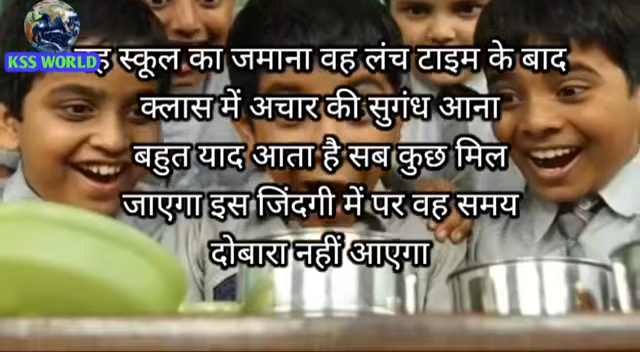 KSS WORLD
स्कूल का जमाना वह लंच टाइम के बाद
क्लास में अचार की सुगंध आना
बहुत याद आता है सब कुछ मिल
जाएगा इस जिंदगी में पर वह समय
दोबारा नहीं आएगा